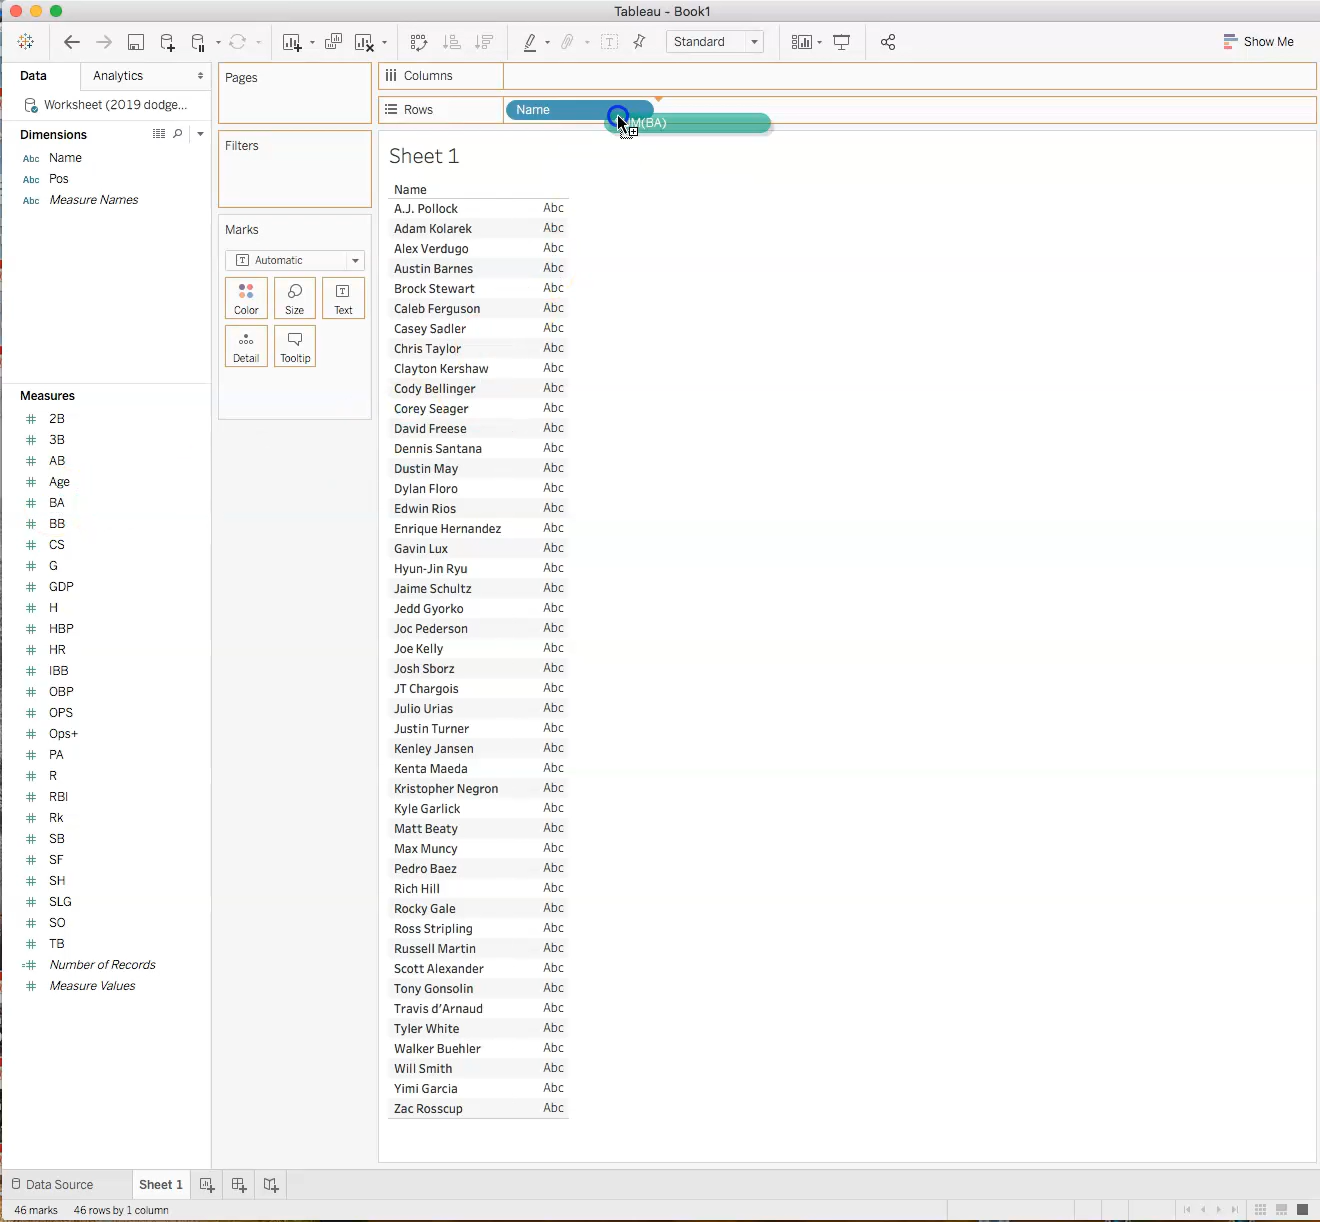 Tableau - Book1
Standard
Show Me
Data
Analytics
Pages
Columns
Worksheet (2019 dodge...
Rows
Name
M(BA)
Dimensions
Filters
Abc Name
Abc Pos
Abc Measure Names
Sheet 1
Marks
Automatic
Color
Size
Text
Detail
Tooltip
Name
A.J. Pollock Abc
Adam Kolarek Abc
Alex Verdugo Abc
Austin Barnes Abc
Brock Stewart Abc
Caleb Ferguson Abc
Casey Sadler Abc
Chris Taylor Abc
Clayton Kershaw Abc
Cody Bellinger Abc
Corey Seager Abc
David Freese Abc
Dennis Santana Abc
Dustin May Abc
Dylan Floro Abc
Edwin Rios Abc
Enrique Hernandez Abc
Gavin Lux Abc
Hyun-Jin Ryu Abc
Jaime Schultz Abc
Jedd Gyorko Abc
Joc Pederson Abc
Joe Kelly Abc
Josh Sborz Abc
JT Chargois Abc
Julio Urias Abc
Justin Turner Abc
Kenley Jansen Abc
Kenta Maeda Abc
Kristopher Negron Abc
Kyle Garlick Abc
Matt Beaty Abc
Max Muncy Abc
Pedro Baez Abc
Rich Hill Abc
Rocky Gale Abc
Ross Stripling Abc
Russell Martin Abc
Scott Alexander Abc
Tony Gonsolin Abc
Travis d'Arnaud Abc
Tyler White Abc
Walker Buehler Abc
Will Smith Abc
Yimi Garcia Abc
Zac Rosscup Abc
Measures
# 2B
# 3B
# AB
# Age
# BA
# BB
# CS
# G
# GDP
# H
# HBP
# HR
# IBB
# OBP
# OPS
# Ops+
# PA
# R
# RBI
# Rk
# SB
# SF
# SH
# SLG
# SO
# TB
=# Number of Records
# Measure Values
Data Source
Sheet 1
46 marks
46 rows by 1 column